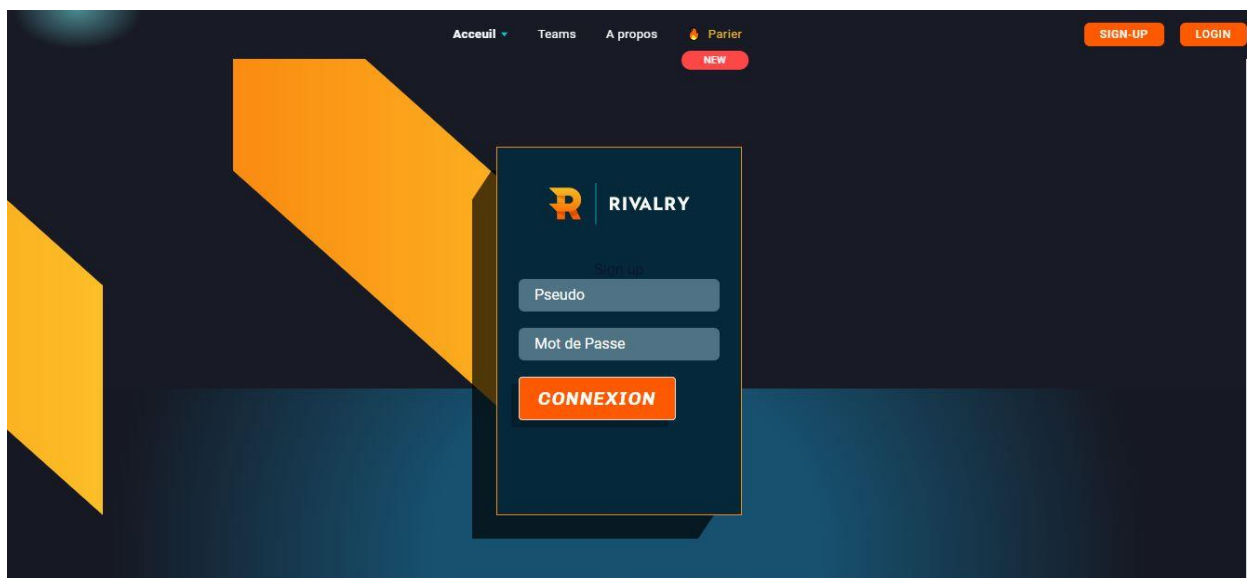 Acceuil Teams A propos Parier
NEW
SIGN-UP LOGIN
RIVALRY
Sign up
Pseudo
Mot de Passe
CONNEXION